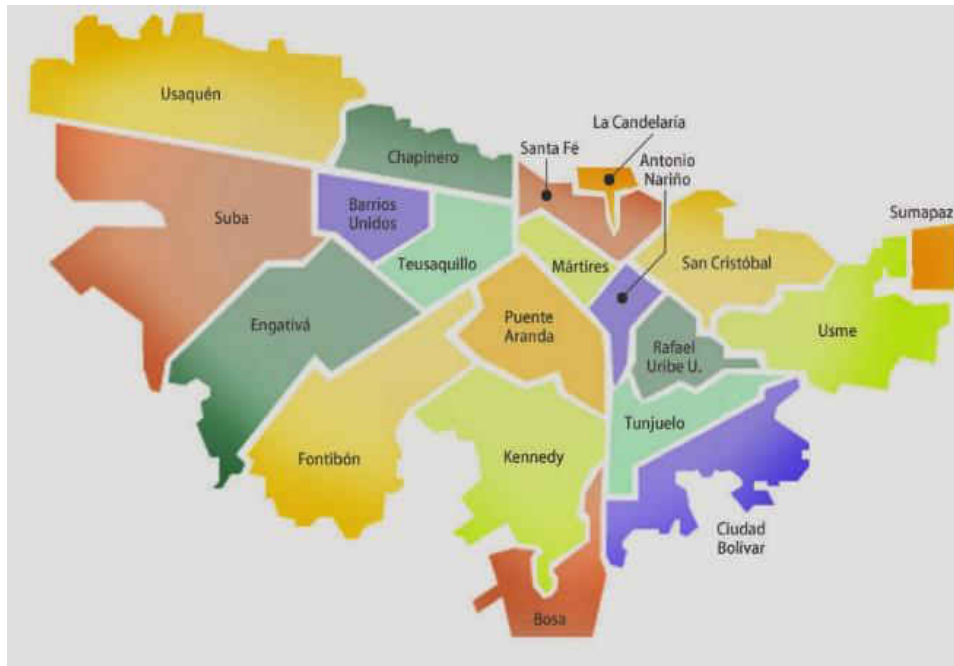 Usaquén
La Candelaría
Santa Fé
Antonio
Nariño
Chapinero
Suba
Barrios
Unidos
Sumapaz
Teusaquillo
Mártires
San Cristóbal
Engativá
Puente
Aranda
Usme
Rafael
Uribe U.
Tunjuelo
Fontibón
Kennedy
Ciudad
Bolívar
Bosa